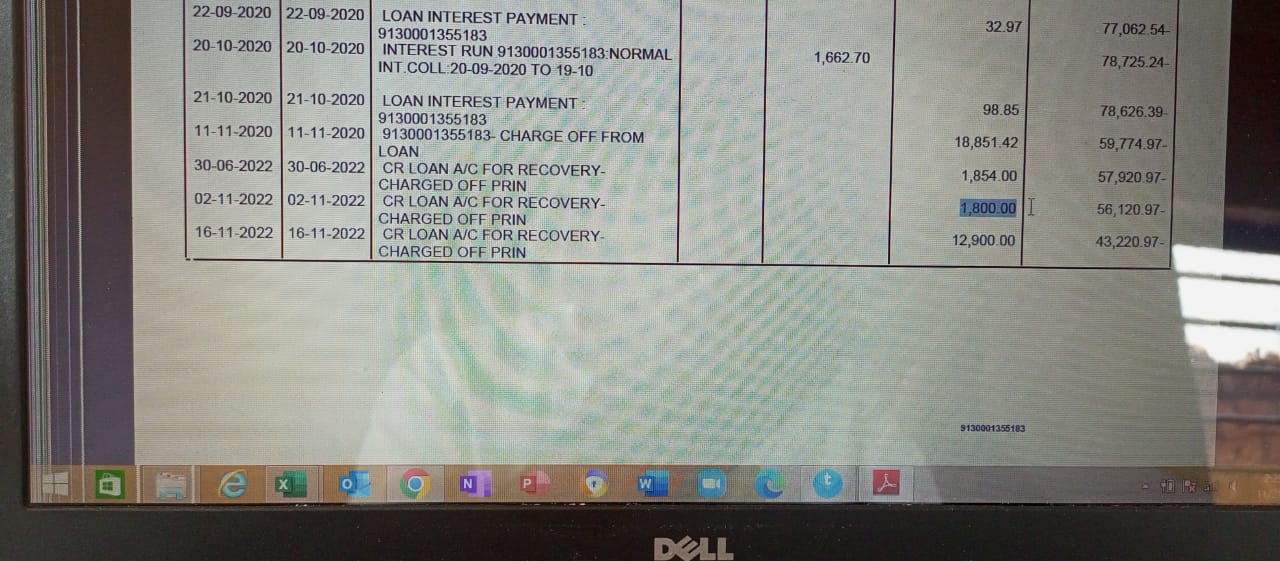 22-09-2020 22-09-2020 LOAN INTEREST PAYMENT : 32.97 77,062.54-
9130001355183
20-10-2020 20-10-2020 INTEREST RUN 9130001355183:NORMAL 1,662.70 78,725.24-
INT.COLL:20-09-2020 TO 19-10
21-10-2020 21-10-2020 LOAN INTEREST PAYMENT : 98.85 78,626.39-
9130001355183
11-11-2020 11-11-2020 9130001355183- CHARGE OFF FROM 18,851.42 59,774.97-
LOAN
30-06-2022 30-06-2022 CR LOAN A/C FOR RECOVERY- 1,854.00 57,920.97-
CHARGED OFF PRIN
02-11-2022 02-11-2022 CR LOAN A/C FOR RECOVERY- 1,800.00 56,120.97-
CHARGED OFF PRIN
16-11-2022 16-11-2022 CR LOAN A/C FOR RECOVERY- 12,900.00 43,220.97-
CHARGED OFF PRIN
9130001355183
DELL